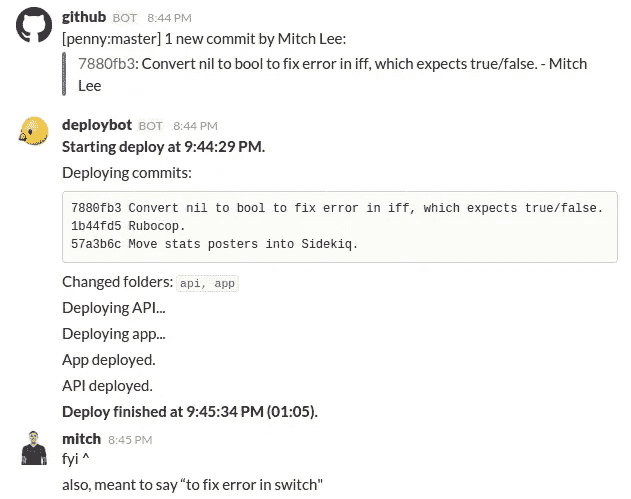 github BOT 8:44 PM
[penny:master] 1 new commit by Mitch Lee:
7880fb3: Convert nil to bool to fix error in iff, which expects true/false. - Mitch
Lee
deploybot BOT 8:44 PM
Starting deploy at 9:44:29 PM.
Deploying commits:
7880fb3 Convert nil to bool to fix error in iff, which expects true/false.
1b44fd5 Rubocop.
57a3b6c Move stats posters into Sidekiq.
Changed folders: api, app
Deploying API...
Deploying app...
App deployed.
API deployed.
Deploy finished at 9:45:34 PM (01:05).
mitch 8:45 PM
fyi ^
also, meant to say “to fix error in switch”